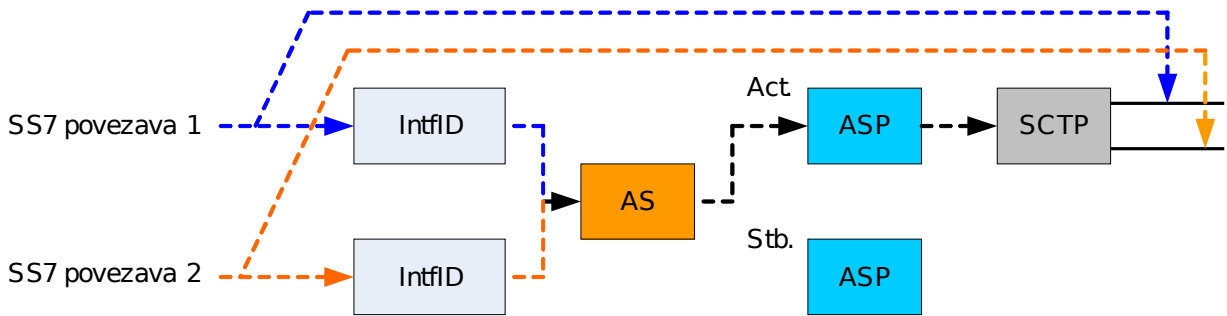 Act.
SS7 povezava 1
IntfID
ASP
SCTP
AS
Stb.
SS7 povezava 2
IntfID
ASP